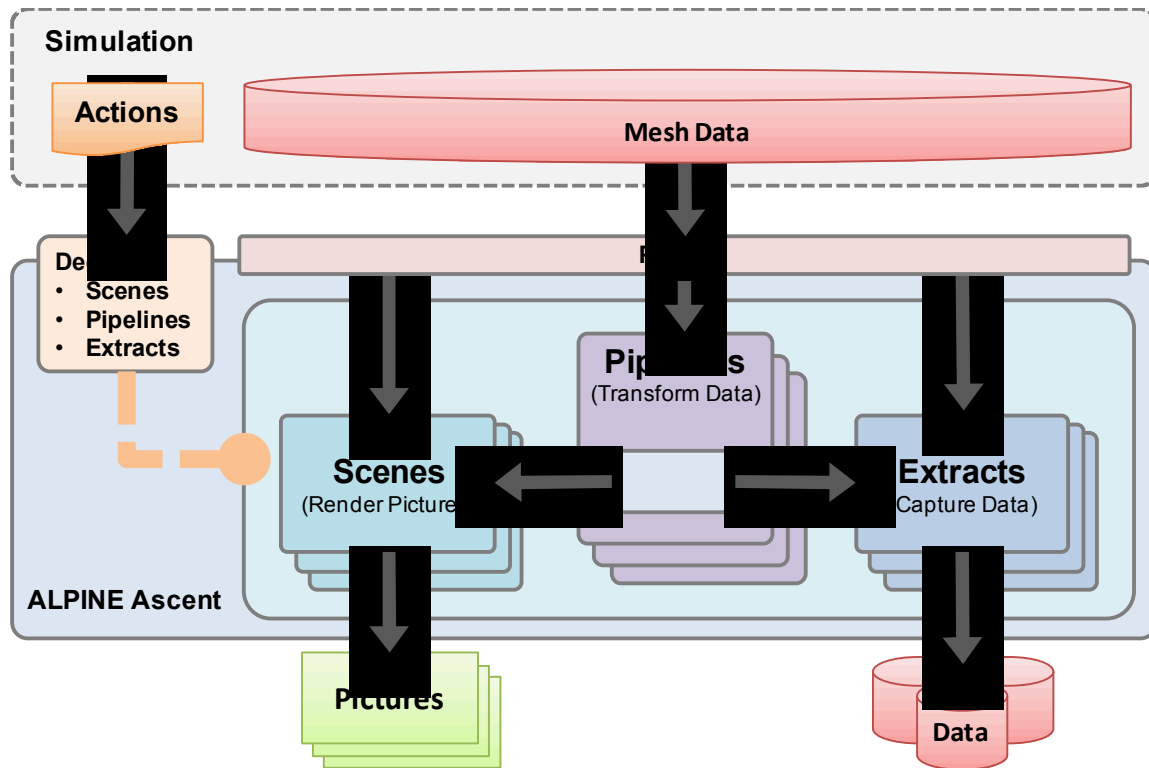 Simulation
Actions
Mesh Data
• Scenes
• Pipelines
• Extracts
(Transform Data)
Scenes
(Render Picture
Extracts
Capture Data)
ALPINE Ascent
Pictures
Data